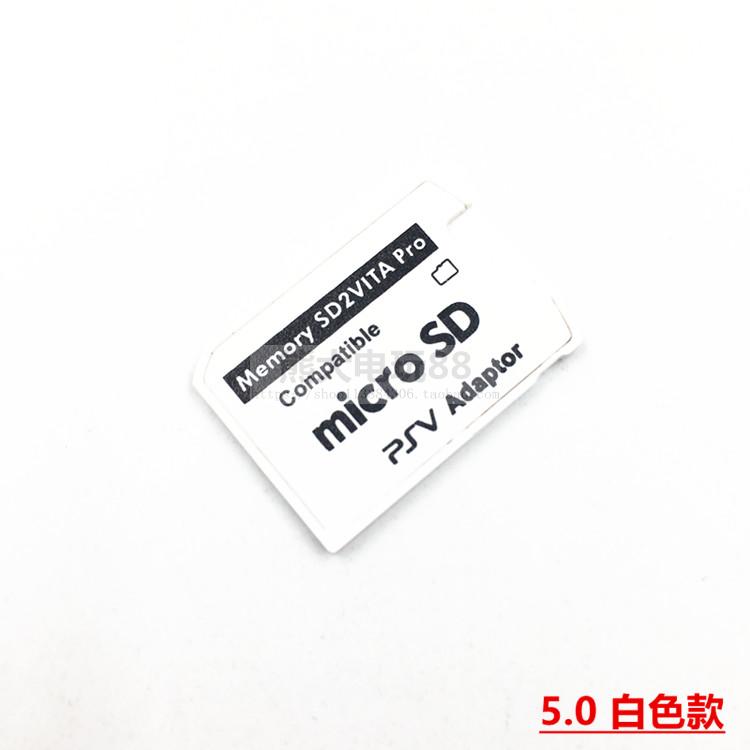 Memory SD2VITA Pro
Compatible
micro SD
PSV Adaptor
5.0 白色款